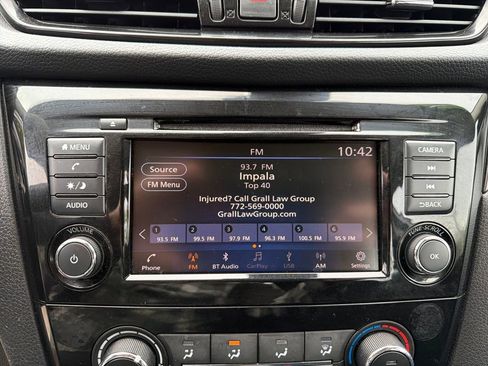 FM 10:42
MENU
CAMERA
Source
93.7 FM
Impala
Top 40
FM Menu
Injured? Call Grall Law Group
772-569-0000
GrallLawGroup.com
AUDIO
BACK
VOLUME
TUNE·SCROLL
1 2 3 4 5 6
93.5 FM 99.5 FM 97.9 FM 96.3 FM 100.5 FM 95.9 FM
OK
Phone FM BT Audio CarPlay USB AM Settings